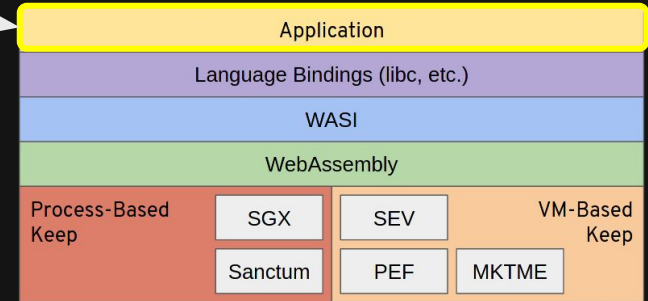 Application
Language Bindings (libc, etc.)
WASI
WebAssembly
Process-Based
Keep
SGX
Sanctum
SEV
PEF
MKTME
VM-Based
Keep